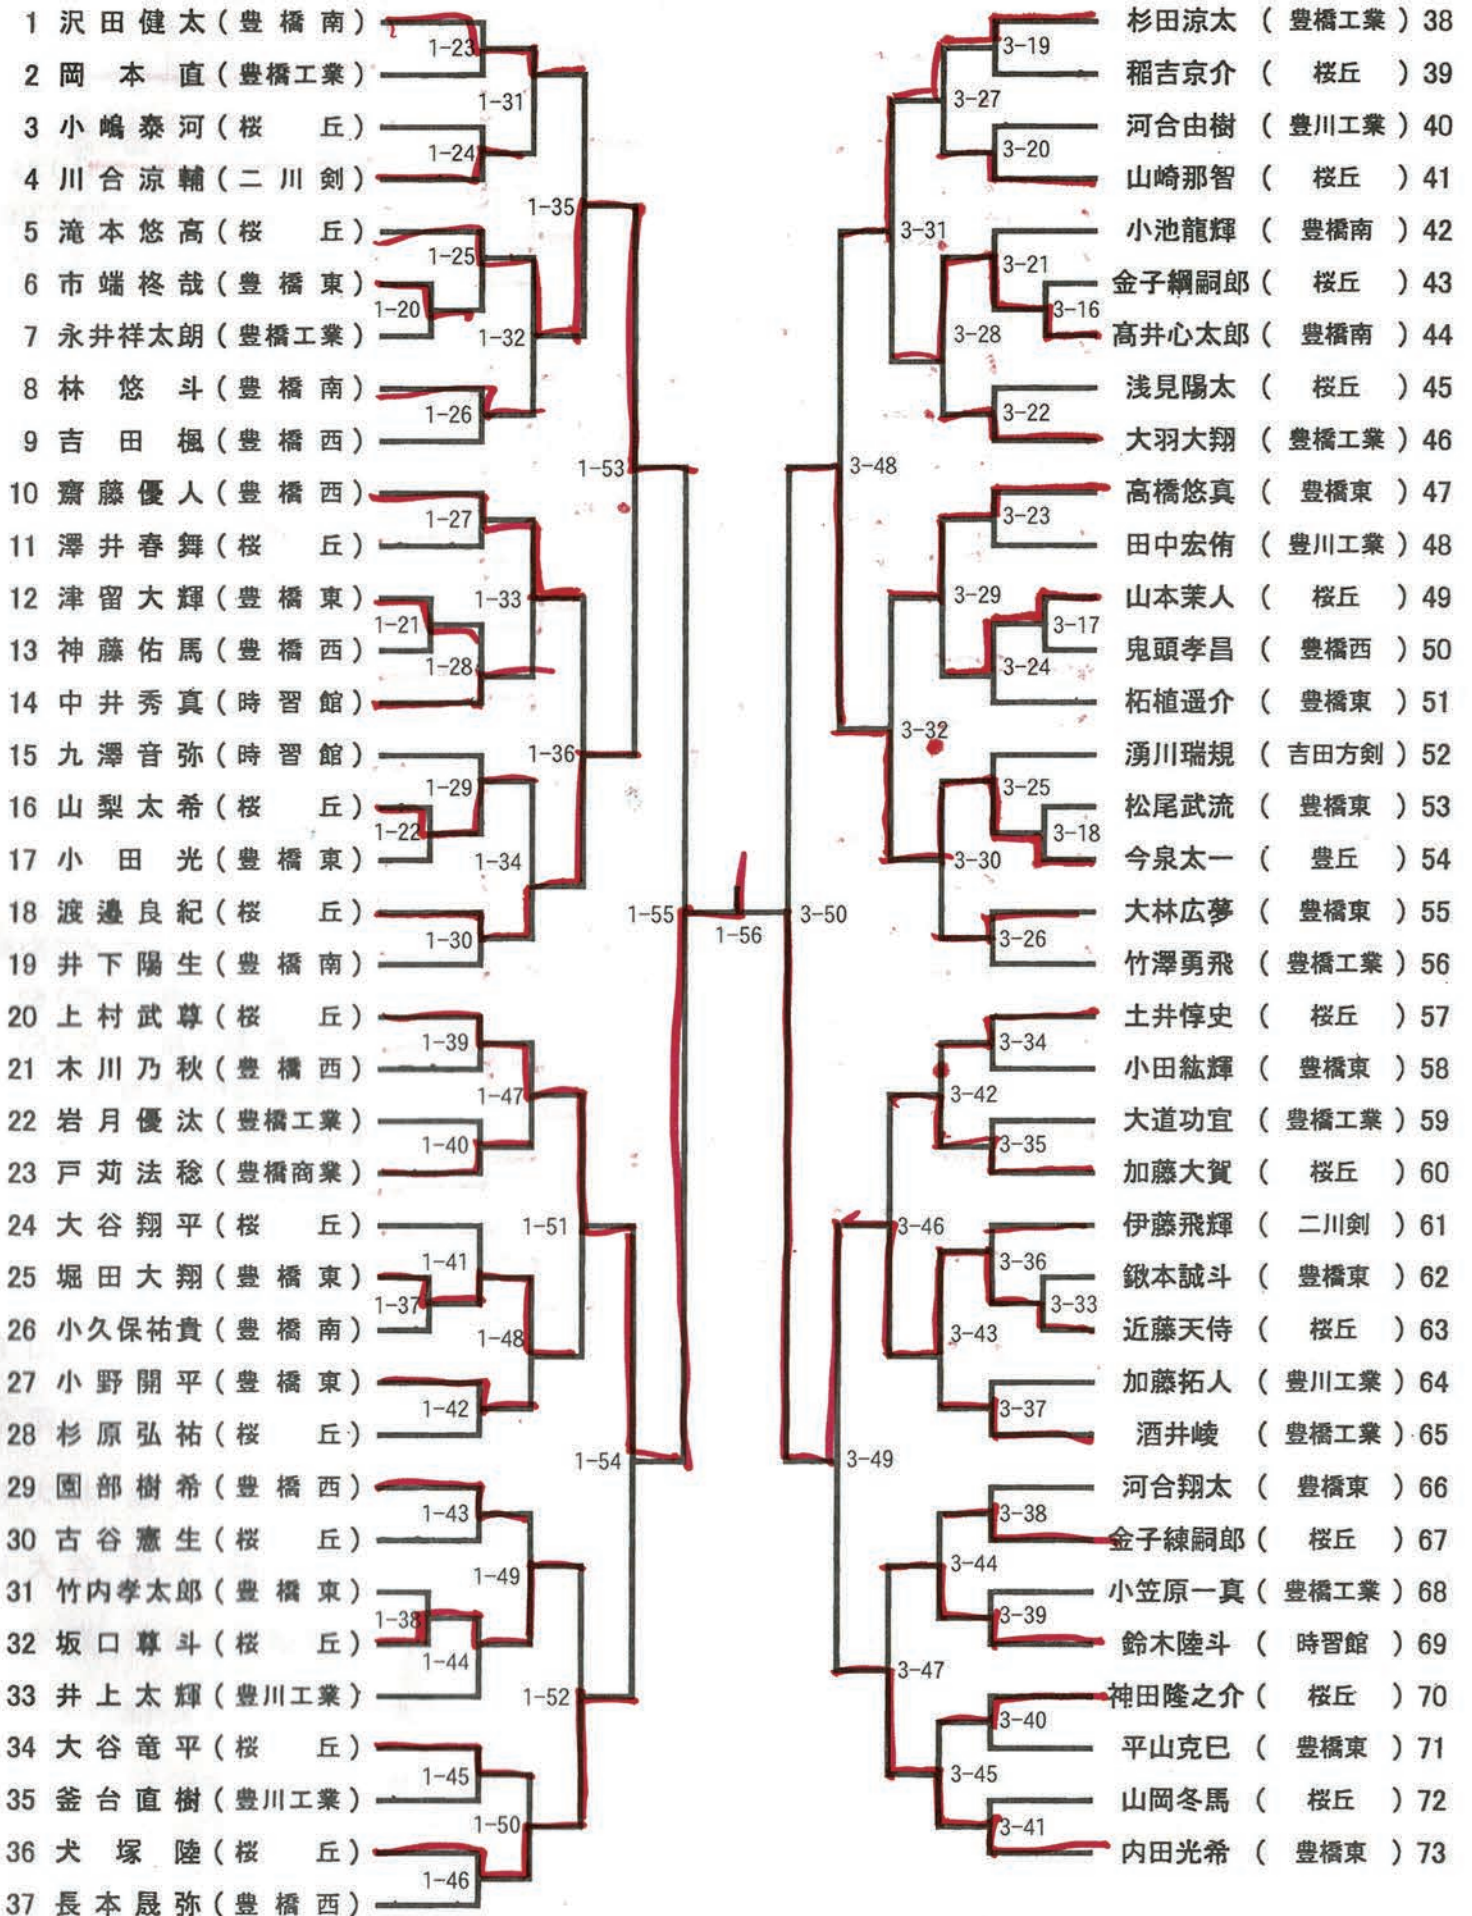 1 沢田健太(豊橋南)
1-23
2 岡本直(豊橋工業)
1-31
3 小嶋泰河(桜丘)
1-24
4 川合涼輔(二川剣)
1-35
5 滝本悠高(桜丘)
1-25
6 市端柊哉(豊橋東)
1-20
7 永井祥太朗(豊橋工業)
1-32
8 林悠斗(豊橋南)
1-26
9 吉田楓(豊橋西)
1-53
10 齋藤優人(豊橋西)
1-27
11 澤井春舞(桜丘)
12 津留大輝(豊橋東)
1-33
1-21
13 神藤佑馬(豊橋西)
1-28
14 中井秀真(時習館)
15 九澤音弥(時習館)
1-36
1-29
16 山梨太希(桜丘)
1-22
17 小田光(豊橋東)
1-34
18 渡邉良紀(桜丘)
1-55
1-30
19 井下陽生(豊橋南)
20 上村武尊(桜丘)
1-39
21 木川乃秋(豊橋西)
1-47
22 岩月優汰(豊橋工業)
1-40
23 戸苅法稔(豊橋商業)
24 大谷翔平(桜丘)
1-51
1-41
25 堀田大翔(豊橋東)
1-37
26 小久保祐貴(豊橋南)
1-48
27 小野開平(豊橋東)
1-42
28 杉原弘祐(桜丘)
1-54
29 園部樹希(豊橋西)
1-43
30 古谷憲生(桜丘)
1-49
31 竹内孝太郎(豊橋東)
1-38
32 坂口尊斗(桜丘)
1-44
33 井上太輝(豊川工業)
1-52
34 大谷竜平(桜丘)
1-45
35 釜台直樹(豊川工業)
1-50
36 犬塚陸(桜丘)
1-46
37 長本晟弥(豊橋西)
1-56
杉田涼太(豊橋工業)38
3-19
稲吉京介(桜丘)39
3-27
河合由樹(豊川工業)40
3-20
山崎那智(桜丘)41
3-31
小池龍輝(豊橋南)42
3-21
金子綱嗣郎(桜丘)43
3-16
髙井心太郎(豊橋南)44
3-28
浅見陽太(桜丘)45
3-22
大羽大翔(豊橋工業)46
3-48
高橋悠真(豊橋東)47
3-23
田中宏侑(豊川工業)48
3-29
山本茉人(桜丘)49
3-17
鬼頭孝昌(豊橋西)50
3-24
柘植遥介(豊橋東)51
3-32
湧川瑞規(吉田方剣)52
3-25
松尾武流(豊橋東)53
3-18
今泉太一(豊丘)54
3-30
大林広夢(豊橋東)55
3-50
3-26
竹澤勇飛(豊橋工業)56
土井惇史(桜丘)57
3-34
小田紘輝(豊橋東)58
3-42
大道功宜(豊橋工業)59
3-35
加藤大賀(桜丘)60
3-46
伊藤飛輝(二川剣)61
3-36
鍬本誠斗(豊橋東)62
3-33
近藤天侍(桜丘)63
3-43
加藤拓人(豊川工業)64
3-37
酒井崚(豊橋工業)65
3-49
河合翔太(豊橋東)66
3-38
金子練嗣郎(桜丘)67
3-44
小笠原一真(豊橋工業)68
3-39
鈴木陸斗(時習館)69
3-47
神田隆之介(桜丘)70
3-40
平山克巳(豊橋東)71
3-45
山岡冬馬(桜丘)72
3-41
内田光希(豊橋東)73